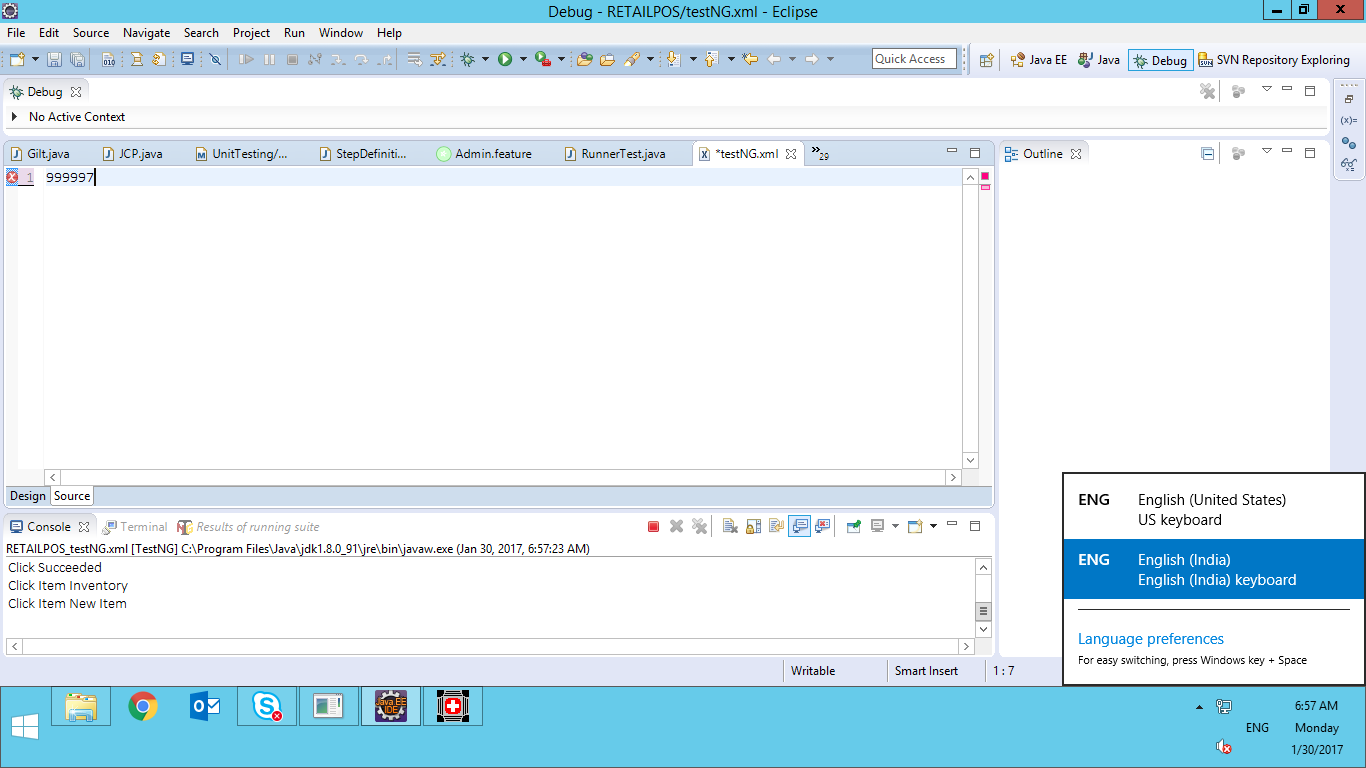 Debug - RETAILPOS/testNG.xml - Eclipse
File Edit Source Navigate Search Project Run Window Help
010 Quick Access Java EE Java Debug SVN Repository Exploring
Debug
No Active Context
Gilt.java JCP.java UnitTesting/... StepDefiniti... Admin.feature RunnerTest.java *testNG.xml »29 Outline
1 999997
Design Source
Console Terminal Results of running suite
RETAILPOS_testNG.xml [TestNG] C:\Program Files\Java\jdk1.8.0_91\jre\bin\javaw.exe (Jan 30, 2017, 6:57:23 AM)
Click Succeeded
Click Item Inventory
Click Item New Item
Writable Smart Insert 1 : 7
ENG English (United States)
US keyboard
ENG English (India)
English (India) keyboard
Language preferences
For easy switching, press Windows key + Space
Java EE
IDE
6:57 AM
ENG Monday
1/30/2017